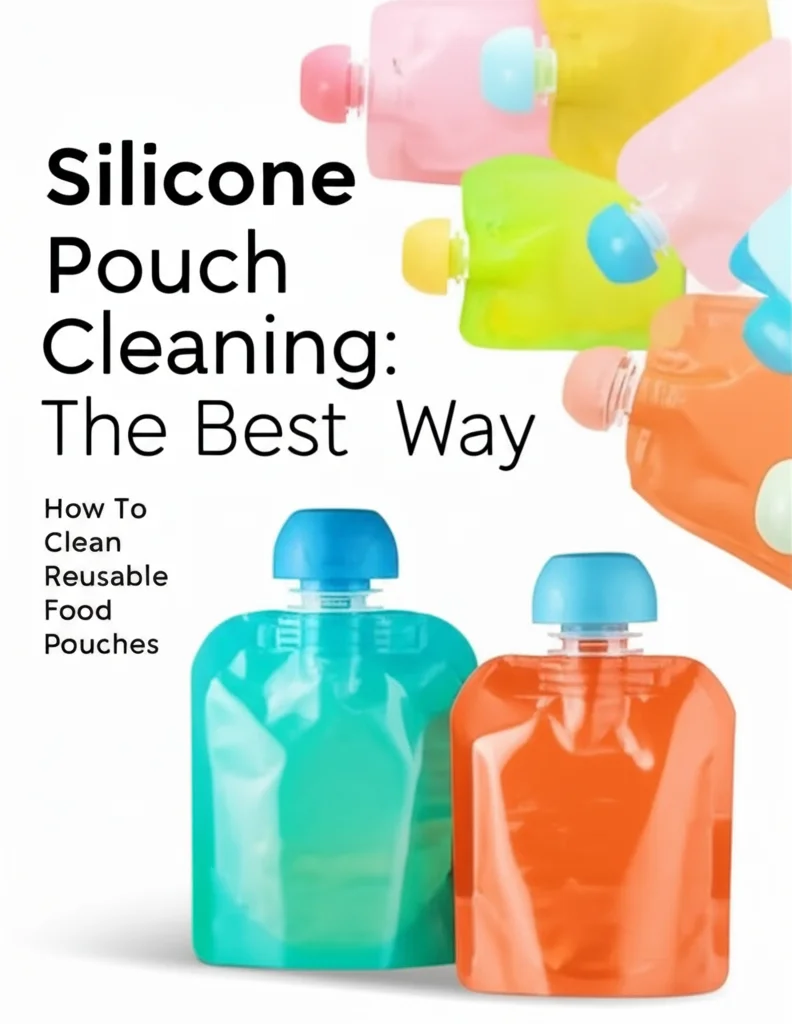 Silicone
Pouch
Cleaning:
The Best Way
How To
Clean
Reusable
Food
Pouches